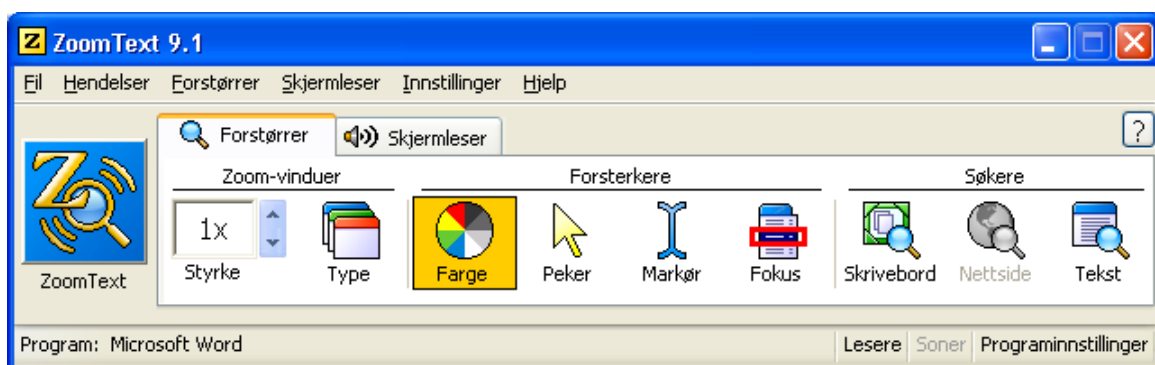 ZoomText 9.1
Fil Hendelser Forstørrer Skjermleser Innstillinger Hjelp
Forstørrer Skjermleser ?
Zoom-vinduer Forsterkere Søkere
1x
Styrke Type Farge Peker Markør Fokus Skrivebord Nettside Tekst
ZoomText
Program: Microsoft Word Lesere Soner Programinnstillinger